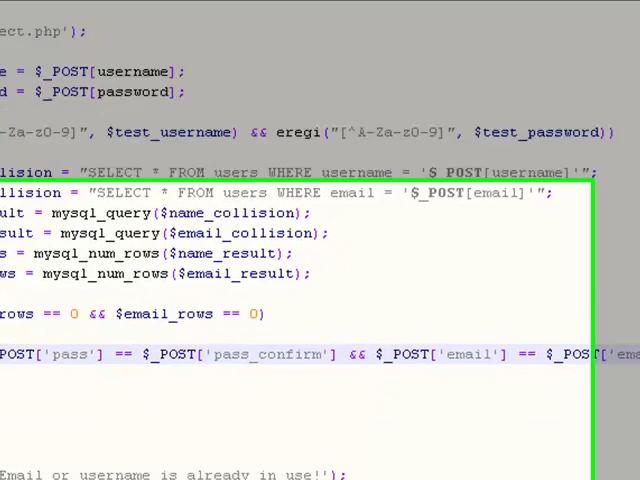 ect.php');
e = $_POST[username];
d = $_POST[password];
-Za-z0-9]", $test_username) && eregi("[^A-Za-z0-9]", $test_password))
lision = "SELECT * FROM users WHERE username = '$_POST[username]'";
llision = "SELECT * FROM users WHERE email = '$_POST[email]'";
ult = mysql_query($name_collision);
sult = mysql_query($email_collision);
s = mysql_num_rows($name_result);
ws = mysql_num_rows($email_result);
rows == 0 && $email_rows == 0)
POST['pass'] == $_POST['pass_confirm'] && $_POST['email'] == $_POST['ema
Email or username is already in use!');